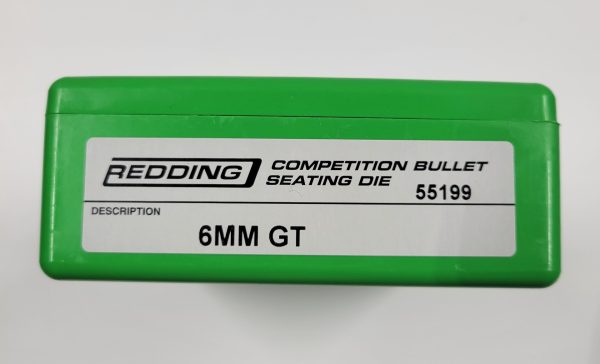 REDDING COMPETITION BULLET
SEATING DIE 55199
DESCRIPTION
6MM GT